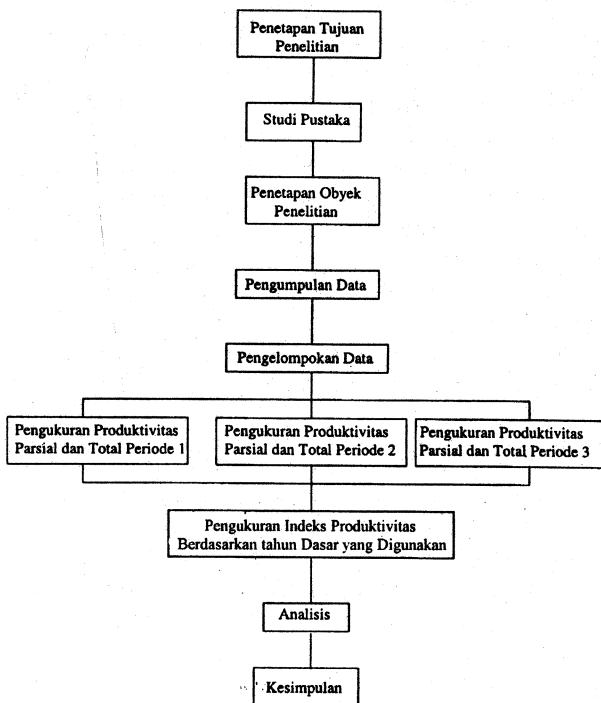 Penetapan Tujuan
Penelitian
Studi Pustaka
Penetapan Obyek
Penelitian
Pengumpulan Data
Pengelompokan Data
Pengukuran Produktivitas
Parsial dan Total Periode 1
Pengukuran Produktivitas
Parsial dan Total Periode 2
Pengukuran Produktivitas
Parsial dan Total Periode 3
Pengukuran Indeks Produktivitas
Berdasarkan tahun Dasar yang Digunakan
Analisis
Kesimpulan